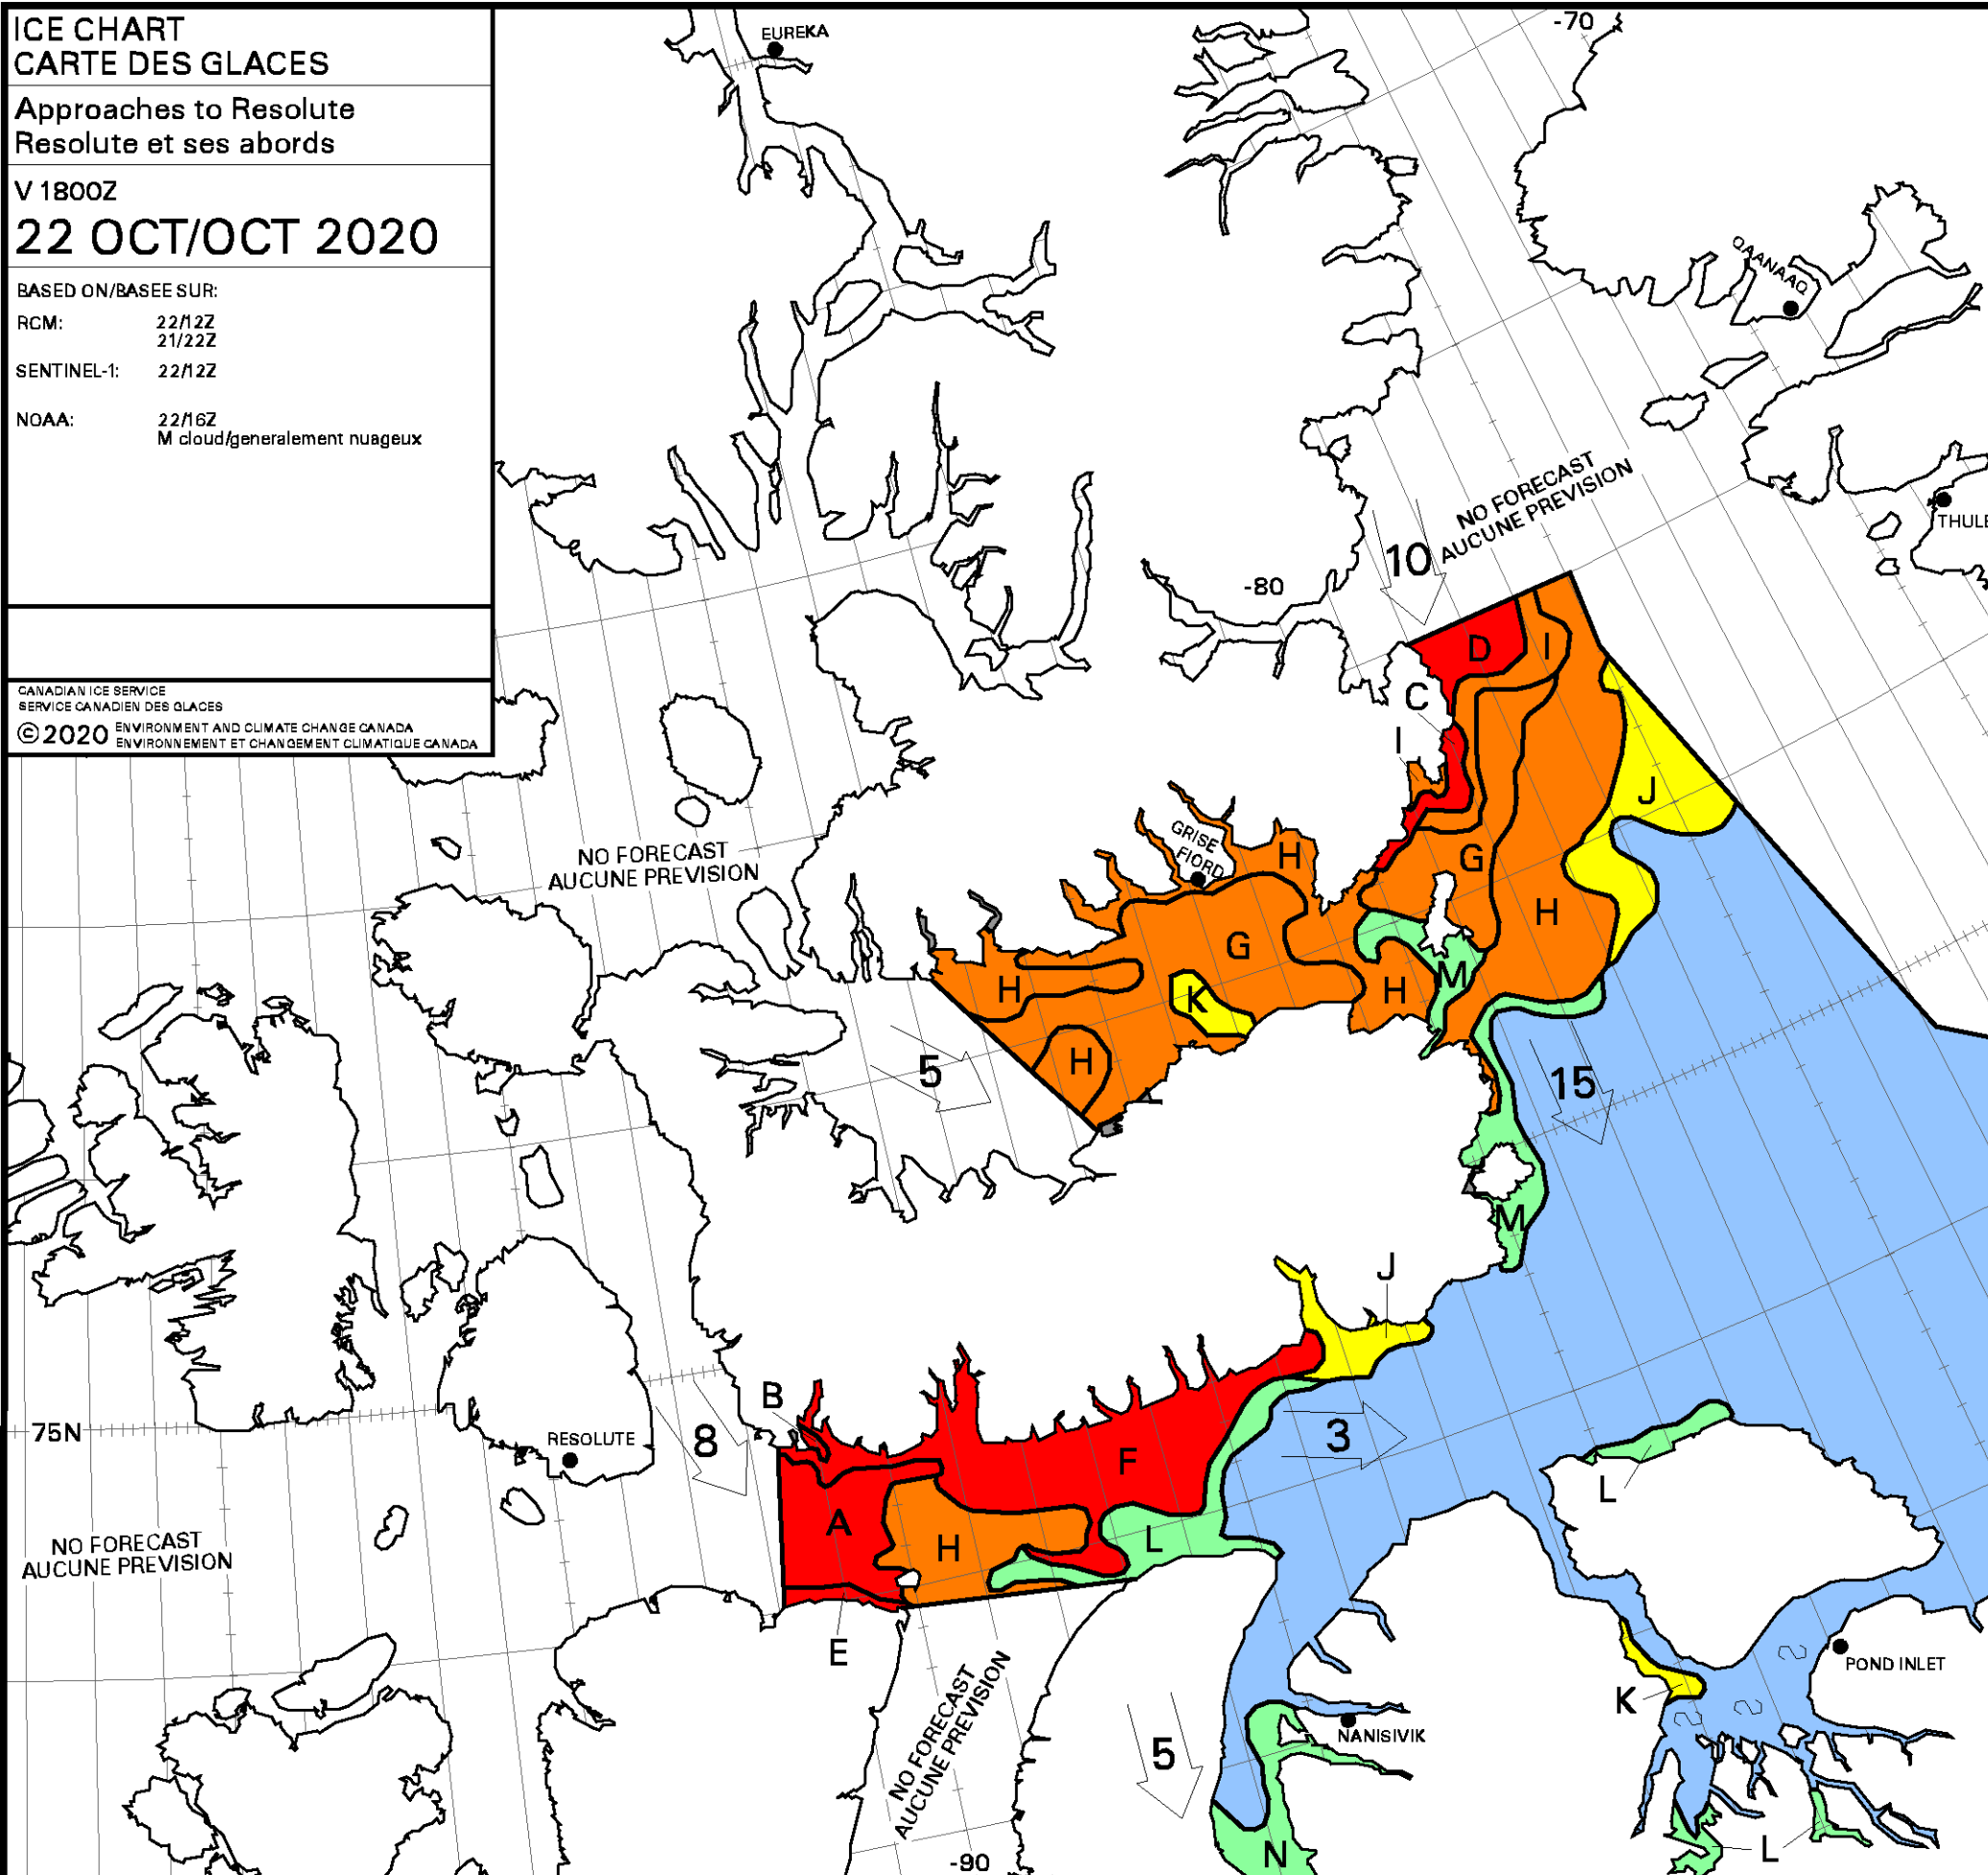 ICE CHART
CARTE DES GLACES
Approaches to Resolute
Resolute et ses abords
V 1800Z
22 OCT/OCT 2020
BASED ON/BASEE SUR:
RCM: 22/12Z
21/22Z
SENTINEL-1: 22/12Z
NOAA: 22/16Z
M cloud/generalement nuageux
CANADIAN ICE SERVICE
SERVICE CANADIEN DES GLACES
©2020 ENVIRONMENT AND CLIMATE CHANGE CANADA
ENVIRONNEMENT ET CHANGEMENT CLIMATIQUE CANADA
EUREKA
-70
QAANAAQ
THULE
NO FORECAST
AUCUNE PREVISION
10
-80
D
I
C
I
J
NO FORECAST
AUCUNE PREVISION
GRISE
FIORD
H
G
H
G
M
H
H
K
H
5
15
M
J
B
8
75N
RESOLUTE
3
F
A
H
L
L
NO FORECAST
AUCUNE PREVISION
E
NO FORECAST
AUCUNE PREVISION
POND INLET
K
NANISIVIK
5
N
L
-90